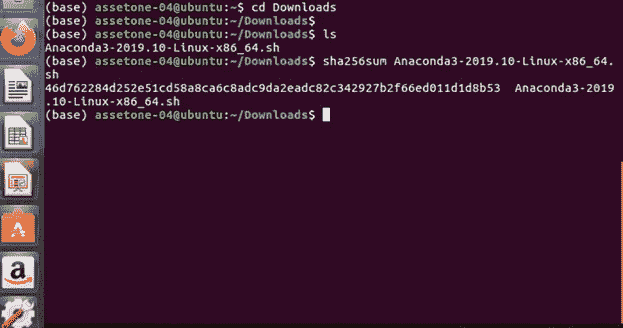 (base) assetone-04@ubuntu:~$ cd Downloads
(base) assetone-04@ubuntu:~/Downloads$
(base) assetone-04@ubuntu:~/Downloads$ ls
Anaconda3-2019.10-Linux-x86_64.sh
(base) assetone-04@ubuntu:~/Downloads$ sha256sum Anaconda3-2019.10-Linux-x86_64.
sh
46d762284d252e51cd58a8ca6c8adc9da2eadc82c342927b2f66ed011d1d8b53  Anaconda3-2019
.10-Linux-x86_64.sh
(base) assetone-04@ubuntu:~/Downloads$